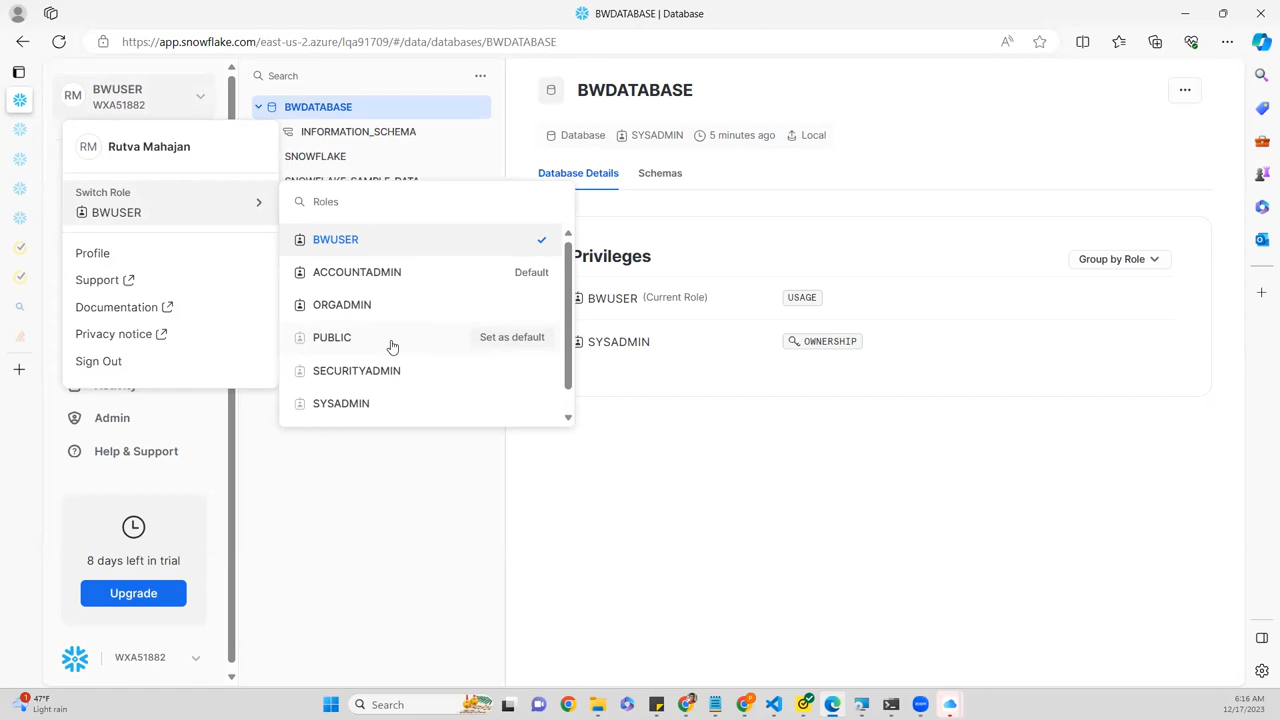 BWDATABASE | Database
https://app.snowflake.com/east-us-2.azure/lqa91709/#/data/databases/BWDATABASE
RM
BWUSER
WXA51882
RM
Rutva Mahajan
Switch Role
BWUSER
Profile
Support
Documentation
Privacy notice
Sign Out
Admin
Help & Support
8 days left in trial
Upgrade
WXA51882
Search
BWDATABASE
INFORMATION_SCHEMA
SNOWFLAKE
SNOWFLAKE_SAMPLE_DATA
Roles
BWUSER
ACCOUNTADMIN
Default
ORGADMIN
PUBLIC
Set as default
SECURITYADMIN
SYSADMIN
BWDATABASE
Database
SYSADMIN
5 minutes ago
Local
Database Details
Schemas
Privileges
Group by Role
BWUSER (Current Role)
USAGE
SYSADMIN
OWNERSHIP
1
47°F
Light rain
Search
6:16 AM
12/17/2023